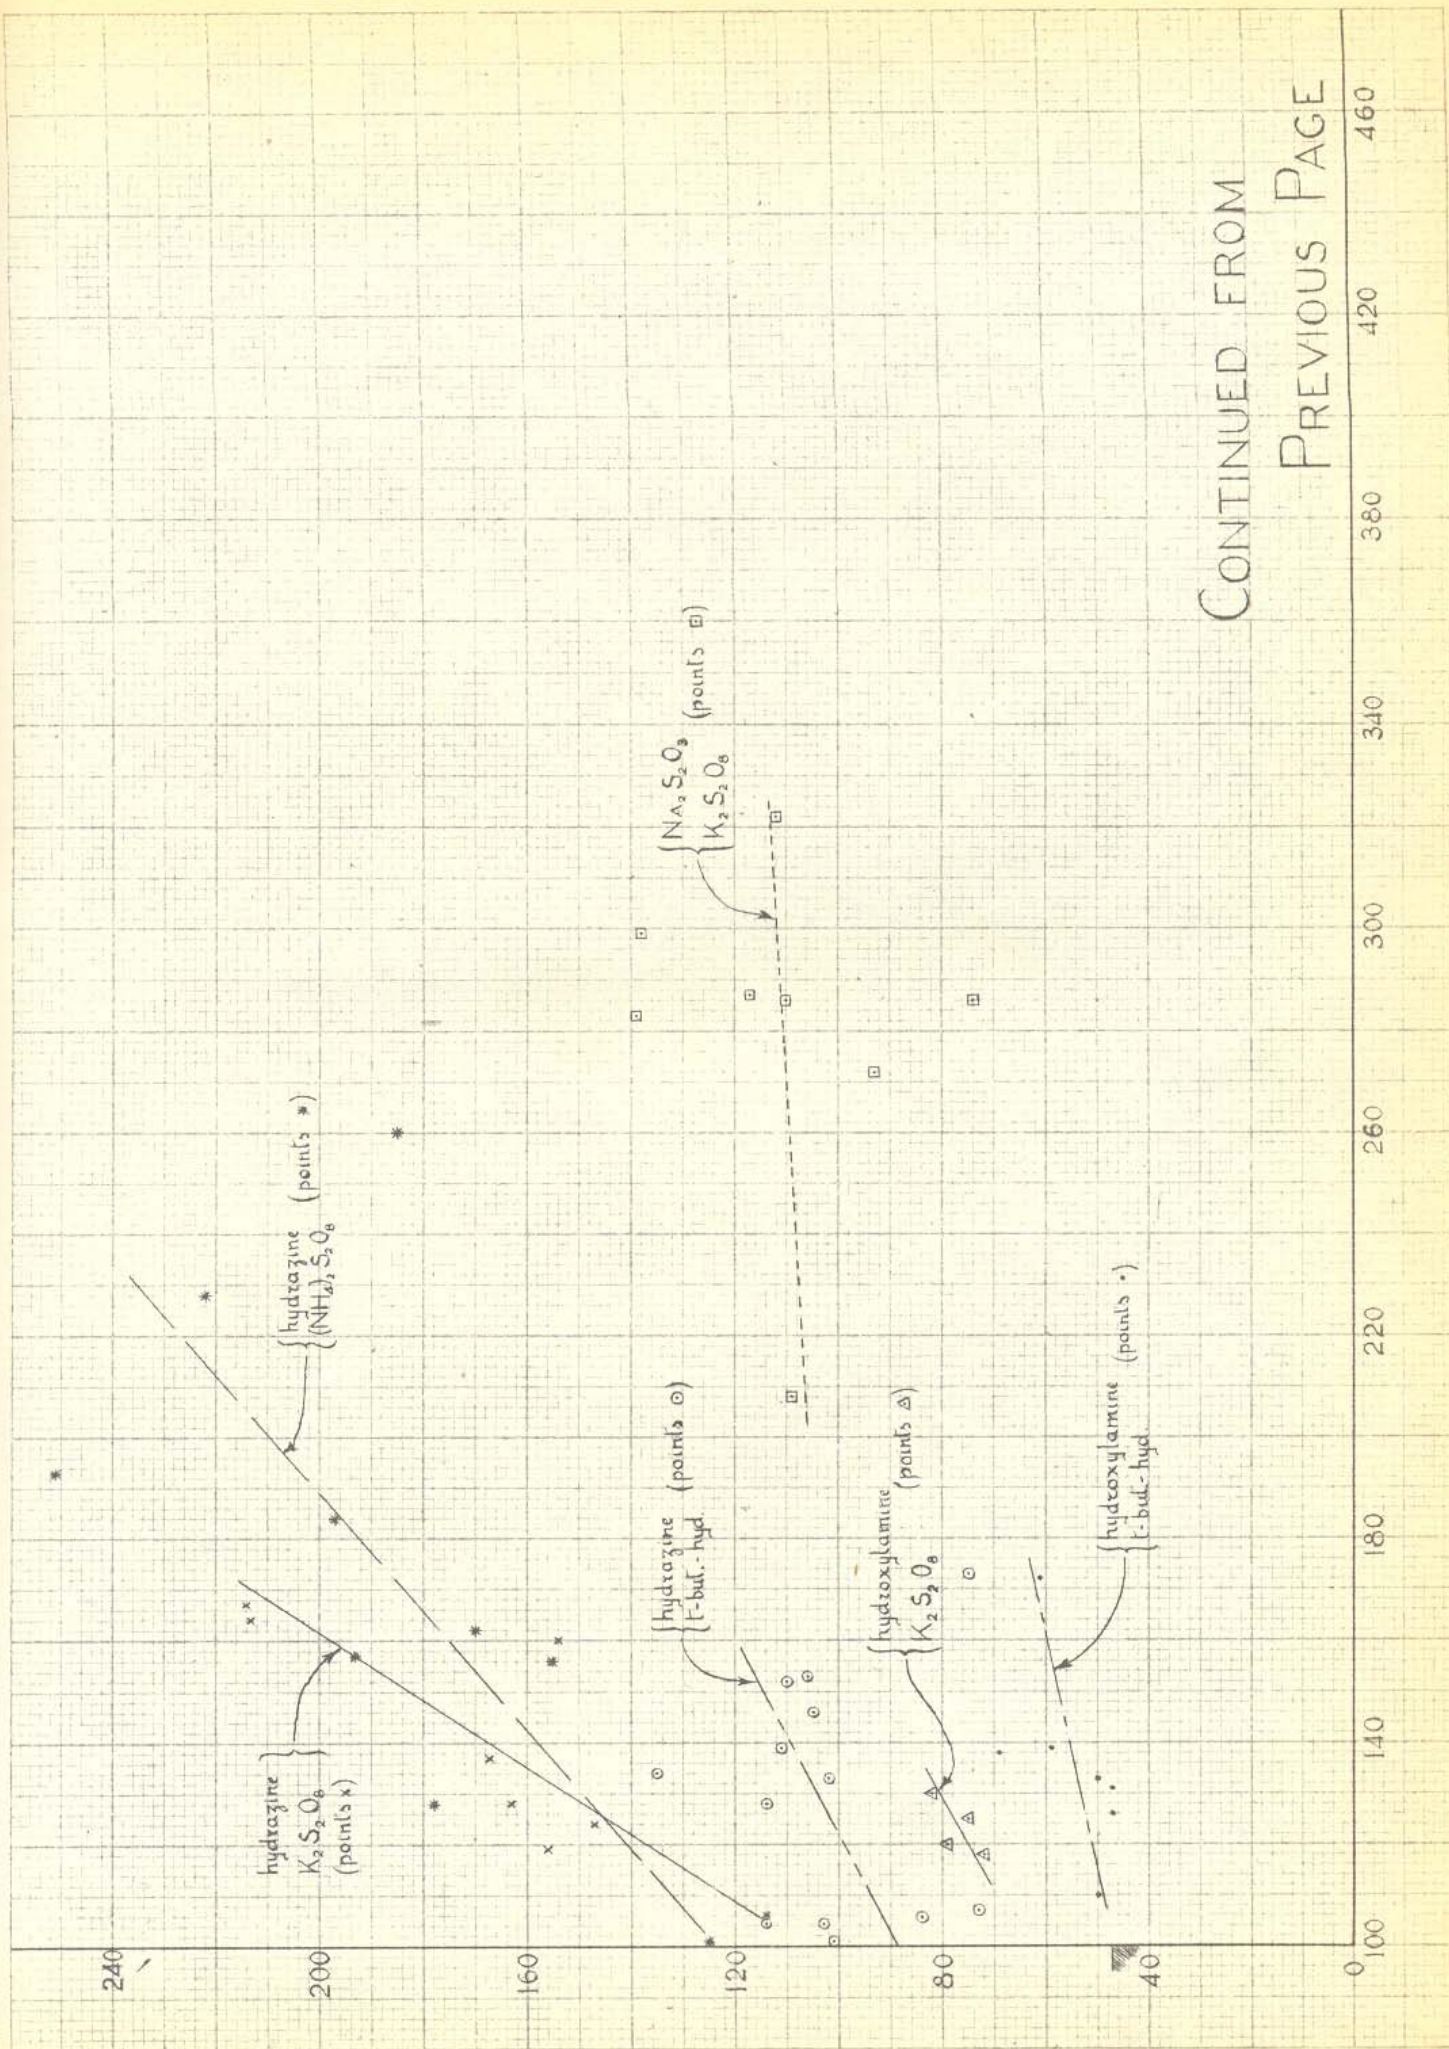 hydrazine
K₂S₂O₈
(points x)
hydrazine (points *)
(NH₄)₂S₂O₈
Na₂S₂O₃ (points ⊡)
K₂S₂O₈
hydrazine (points ⊙)
t-but.-hyd.
hydroxylamine (points △)
K₂S₂O₈
hydroxylamine (points •)
t-but.-hyd.
CONTINUED FROM
PREVIOUS PAGE
240
200
160
120
80
40
0
100 140 180 220 260 300 340 380 420 460